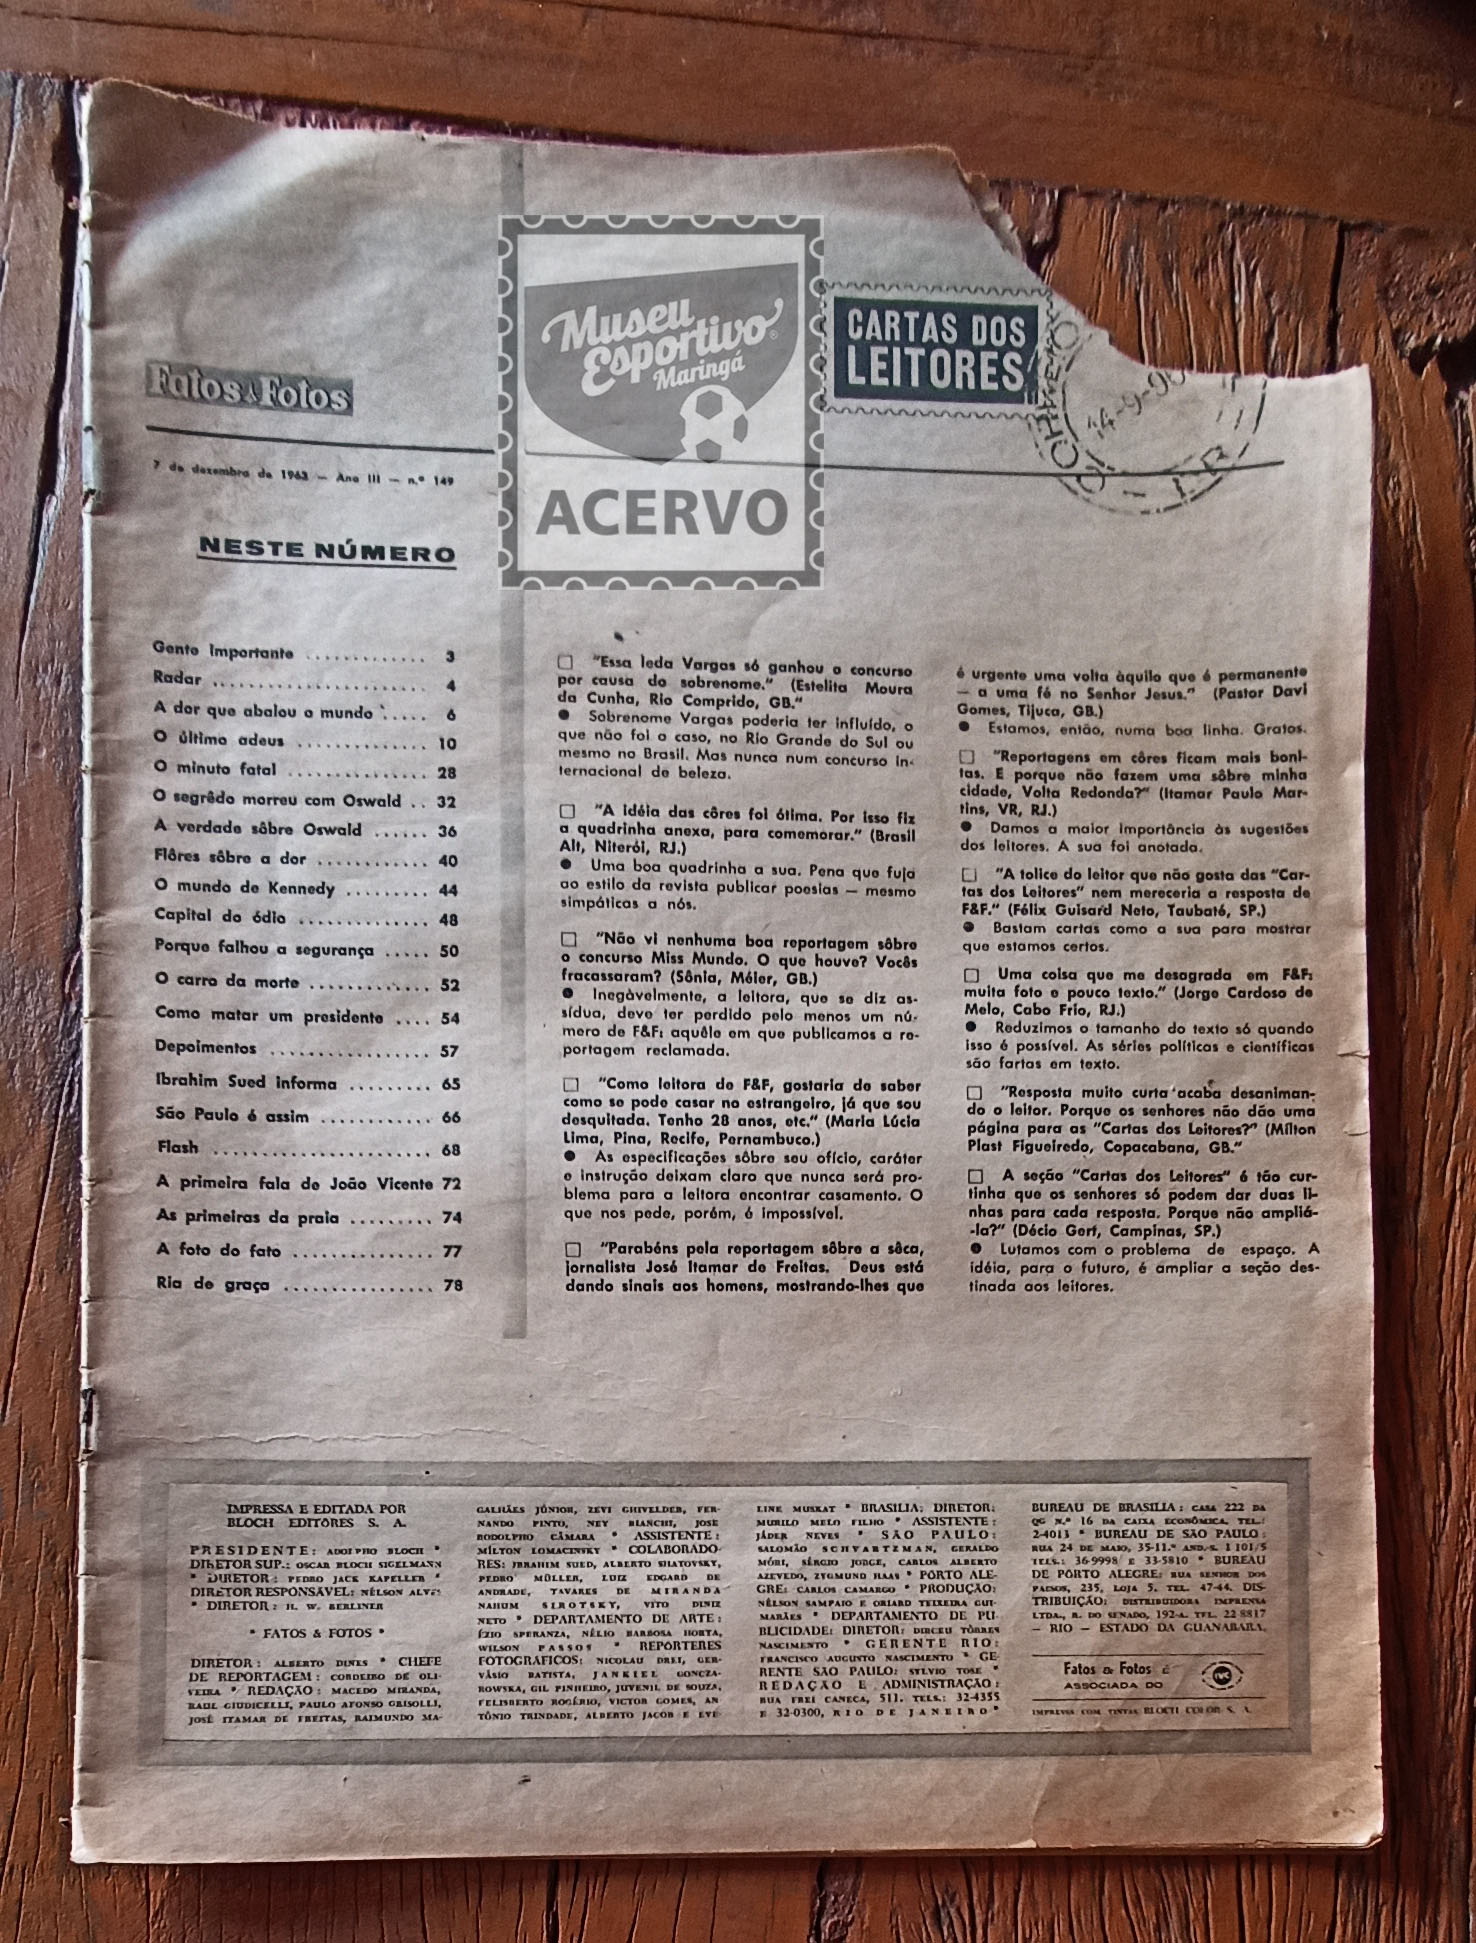 Museu
Esportivo
Maringá
ACERVO
CARTAS DOS
LEITORES
14-9-96
Fatos & Fotos
7 de dezembro de 1963 — Ano III — n.º 149
NESTE NÚMERO
Gente Importante ............. 3
Radar ........................ 4
A dor que abalou o mundo ..... 6
O último adeus .............. 10
O minuto fatal .............. 28
O segrêdo morreu com Oswald .. 32
A verdade sôbre Oswald ...... 36
Flôres sôbre a dor ............ 40
O mundo de Kennedy ......... 44
Capital do ódio .............. 48
Porque falhou a segurança ..... 50
O carro da morte ............ 52
Como matar um presidente .... 54
Depoimentos ................. 57
Ibrahim Sued informa ......... 65
São Paulo é assim ............ 66
Flash ....................... 68
A primeira fala de João Vicente 72
As primeiras da praia ......... 74
A foto do fato ............... 77
Ria de graça ................ 78
□ "Essa Ieda Vargas só ganhou o concurso
por causa do sobrenome." (Estelita Moura
da Cunha, Rio Comprido, GB."
● Sobrenome Vargas poderia ter influído, o
que não foi o caso, no Rio Grande do Sul ou
mesmo no Brasil. Mas nunca num concurso in-
ternacional de beleza.
□ "A idéia das côres foi ótima. Por isso fiz
a quadrinha anexa, para comemorar." (Brasil
Alt, Niterói, RJ.)
● Uma boa quadrinha a sua. Pena que fuja
ao estilo da revista publicar poesias — mesmo
simpáticas a nós.
□ "Não vi nenhuma boa reportagem sôbre
o concurso Miss Mundo. O que houve? Vocês
fracassaram? (Sônia, Méier, GB.)
● Inegàvelmente, a leitora, que se diz as-
sídua, deve ter perdido pelo menos um nú-
mero de F&F: aquêle em que publicamos a re-
portagem reclamada.
□ "Como leitora de F&F, gostaria de saber
como se pode casar no estrangeiro, já que sou
desquitada. Tenho 28 anos, etc." (Maria Lúcia
Lima, Pina, Recife, Pernambuco.)
● As especificações sôbre seu ofício, caráter
e instrução deixam claro que nunca será pro-
blema para a leitora encontrar casamento. O
que nos pede, porém, é impossível.
□ "Parabéns pela reportagem sôbre a sêca,
jornalista José Itamar de Freitas. Deus está
dando sinais aos homens, mostrando-lhes que
é urgente uma volta àquilo que é permanente
— a uma fé no Senhor Jesus." (Pastor Davi
Gomes, Tijuca, GB.)
● Estamos, então, numa boa linha. Gratos.
□ "Reportagens em côres ficam mais boni-
tas. E porque não fazem uma sôbre minha
cidade, Volta Redonda?" (Itamar Paulo Mar-
tins, VR, RJ.)
● Damos a maior importância às sugestões
dos leitores. A sua foi anotada.
□ "A tolice do leitor que não gosta das "Car-
tas dos Leitores" nem mereceria a resposta de
F&F." (Félix Guisard Neto, Taubaté, SP.)
● Bastam cartas como a sua para mostrar
que estamos certos.
□ Uma coisa que me desagrada em F&F:
muita foto e pouco texto." (Jorge Cardoso de
Melo, Cabo Frio, RJ.)
● Reduzimos o tamanho do texto só quando
isso é possível. As séries políticas e científicas
são fartas em texto.
□ "Resposta muito curta acaba desaniman-
do o leitor. Porque os senhores não dão uma
página para as "Cartas dos Leitores?" (Mílton
Plast Figueiredo, Copacabana, GB."
□ A seção "Cartas dos Leitores" é tão cur-
tinha que os senhores só podem dar duas li-
nhas para cada resposta. Porque não ampliá-
-la?" (Décio Gert, Campinas, SP.)
● Lutamos com o problema de espaço. A
idéia, para o futuro, é ampliar a seção des-
tinada aos leitores.
IMPRESSA E EDITADA POR
BLOCH EDITÔRES S. A.
PRESIDENTE: ADOLPHO BLOCH *
DIRETOR SUP.: OSCAR BLOCH SIGELMANN
* DIRETOR: PEDRO JACK KAPELLER *
DIRETOR RESPONSÁVEL: NÉLSON ALVES
* DIRETOR: H. W. BERLINER
* FATOS & FOTOS *
DIRETOR: ALBERTO DINES * CHEFE
DE REPORTAGEM: CORDEIRO DE OLI-
VEIRA * REDAÇÃO: MACEDO MIRANDA,
RAUL GIUDICELLI, PAULO AFONSO GRISOLLI,
JOSÉ ITAMAR DE FREITAS, RAIMUNDO MA-
GALHÃES JÚNIOR, ZEVI GHIVELDER, FER-
NANDO PINTO, NEY BIANCHI, JOSÉ
RODOLPHO CÂMARA * ASSISTENTE:
MÍLTON LOMACINSKY * COLABORADO-
RES: IBRAHIM SUED, ALBERTO SHATOVSKY,
PEDRO MÜLLER, LUIZ EDGARD DE
ANDRADE, TAVARES DE MIRANDA
NAHUM SIROTSKY, VITO DINIZ
NETO * DEPARTAMENTO DE ARTE:
ÉZIO SPERANZA, NÉLIO BARBOSA HORTA,
WILSON PASSOS * REPÓRTERES
FOTOGRÁFICOS: NICOLAU DREI, GER-
VÁSIO BATISTA, JANKIEL GONCZA-
ROWSKA, GIL PINHEIRO, JUVENIL DE SOUZA,
FELISBERTO ROGÉRIO, VICTOR GOMES, AN-
TÔNIO TRINDADE, ALBERTO JACOB E EVE-
LINE MUSKAT * BRASÍLIA: DIRETOR:
MURILO MELO FILHO * ASSISTENTE:
JÁDER NEVES * SÃO PAULO:
SALOMÃO SCHVARTZMAN, GERALDO
MÓRI, SÉRGIO JORGE, CARLOS ALBERTO
AZEVEDO, ZYGMUND HAAS * PÔRTO ALE-
GRE: CARLOS CAMARGO * PRODUÇÃO:
NÉLSON SAMPAIO E ORIARD TEIXEIRA GUI-
MARÃES * DEPARTAMENTO DE PU-
BLICIDADE: DIRETOR: DIRCEU TÔRRES
NASCIMENTO * GERENTE RIO:
FRANCISCO AUGUSTO NASCIMENTO * GE-
RENTE SÃO PAULO: SYLVIO TOSE *
REDAÇÃO E ADMINISTRAÇÃO:
RUA FREI CANECA, 511. TELS.: 32-4355
E 32-0300, RIO DE JANEIRO *
BUREAU DE BRASÍLIA: CASA 222 DA
QG N.º 16 DA CAIXA ECONÔMICA, TEL.:
2-4013 * BUREAU DE SÃO PAULO:
RUA 24 DE MAIO, 35-11.º AND., S. 1 101/5
TELS.: 36-9998 E 33-5810 * BUREAU
DE PÔRTO ALEGRE: RUA SENHOR DOS
PASSOS, 235, LOJA 5, TEL. 47-44. DIS-
TRIBUIÇÃO: DISTRIBUIDORA IMPRENSA
LTDA., R. DO SENADO, 192-A. TEL. 22 8817
— RIO — ESTADO DA GUANABARA.
Fatos & Fotos É
ASSOCIADA DO
IVC
IMPRESSA COM TINTAS BLOCH COLOR S. A.